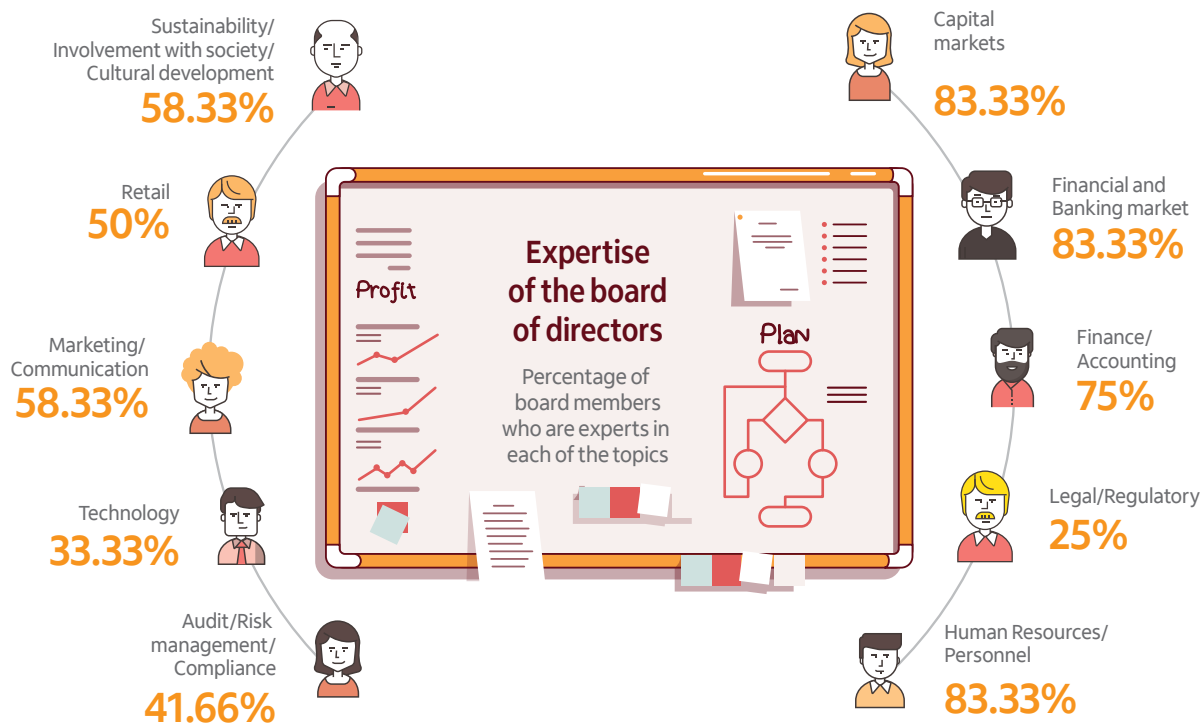 Sustainability/
Involvement with society/
Cultural development
58.33%
Retail
50%
Marketing/
Communication
58.33%
Technology
33.33%
Audit/Risk
management/
Compliance
41.66%
Profit
Expertise
of the board
of directors
Percentage of
board members
who are experts in
each of the topics
Plan
Capital
markets
83.33%
Financial and
Banking market
83.33%
Finance/
Accounting
75%
Legal/Regulatory
25%
Human Resources/
Personnel
83.33%